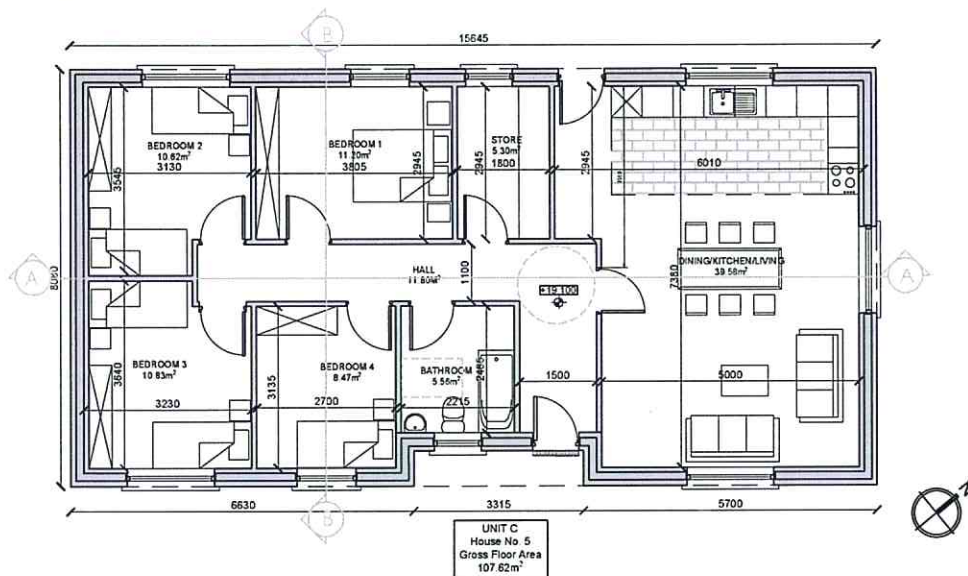 B
15645
BEDROOM 2
10.62m²
3130
3545
BEDROOM 1
11.20m²
3805
2945
STORE
5.30m²
1800
2945
2945
6010
A
8060
HALL
11.80m²
1100
+19.100
DINING/KITCHEN/LIVING
39.58m²
7380
A
BEDROOM 3
10.83m²
3640
3230
BEDROOM 4
8.47m²
3135
2700
BATHROOM
5.56m²
2465
2215
1500
5000
6630
3315
5700
B
N
UNIT C
House No. 5
Gross Floor Area
107.62m²